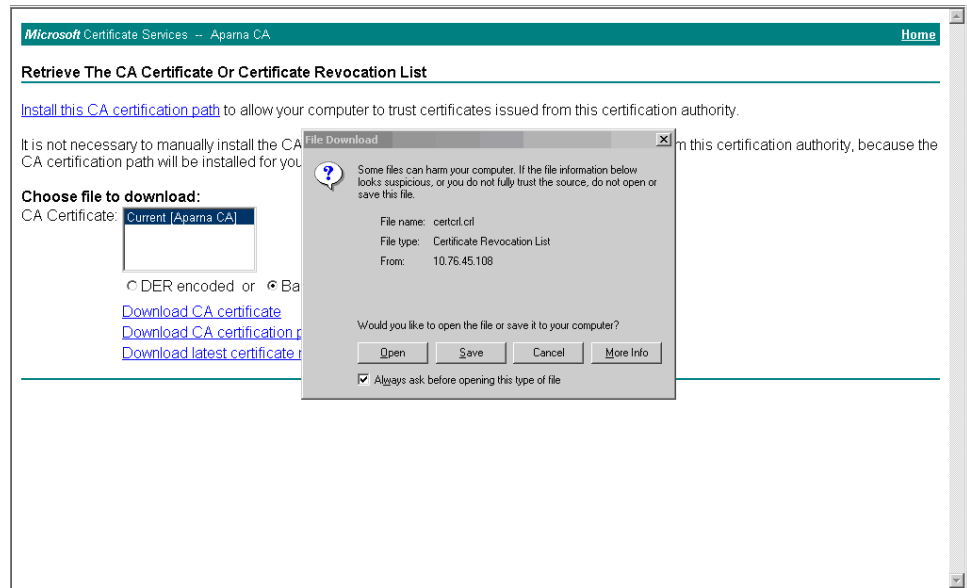 Microsoft Certificate Services -- Aparna CA Home
Retrieve The CA Certificate Or Certificate Revocation List
Install this CA certification path to allow your computer to trust certificates issued from this certification authority.
It is not necessary to manually install the CA
m this certification authority, because the
CA certification path will be installed for you
Choose file to download:
CA Certificate: Current [Aparna CA]
DER encoded or Ba
Download CA certificate
Download CA certification p
Download latest certificate r
File Download
Some files can harm your computer. If the file information below
looks suspicious, or you do not fully trust the source, do not open or
save this file.
File name: certcrl.crl
File type: Certificate Revocation List
From: 10.76.45.108
Would you like to open the file or save it to your computer?
Open Save Cancel More Info
Always ask before opening this type of file